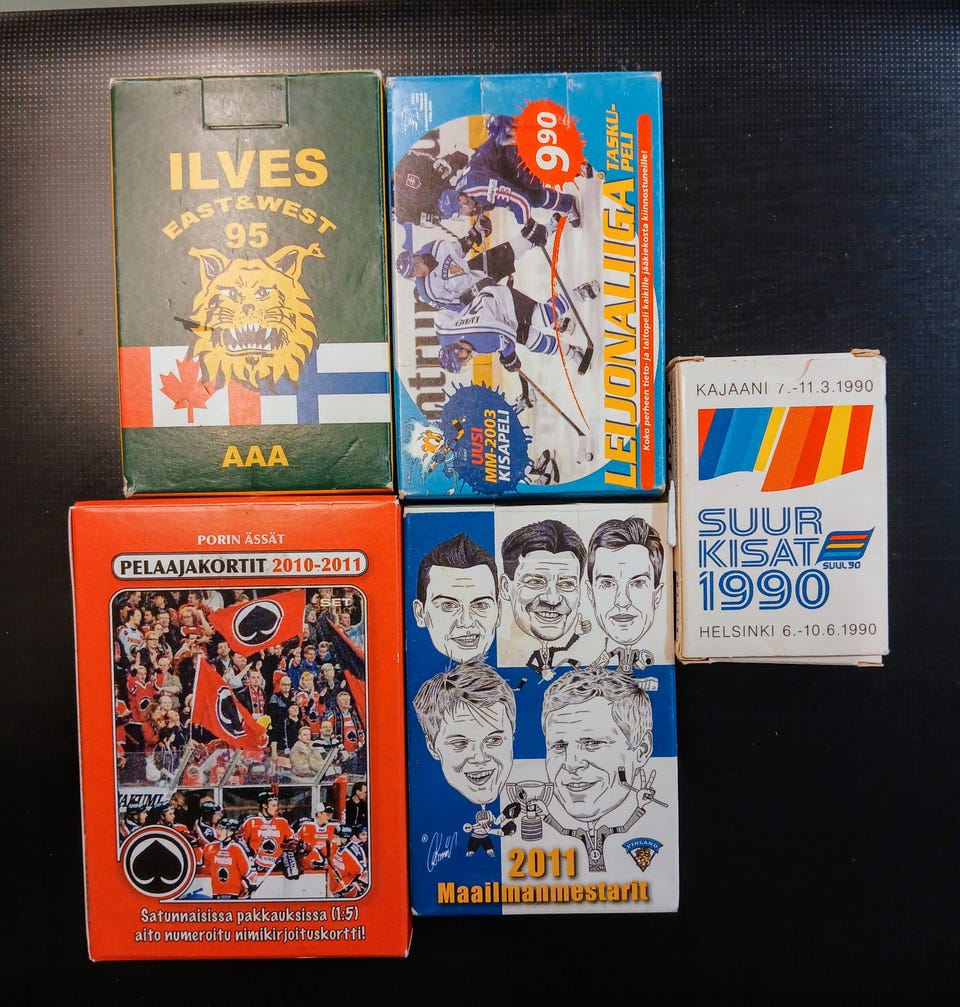 ILVES
EAST & WEST
95
AAA
9 90
LEIJONALIIGA
TASKU-
PELI
Koko perheen tieto- ja taitopeli kaikille jääkiekosta kiinnostuneille!
UUSI
MM-2003
KISAPELI
KAJAANI 7.-11.3.1990
SUUR
KISAT
SUUL 90
1990
HELSINKI 6.-10.6.1990
PORIN ÄSSÄT
PELAAJAKORTIT 2010-2011
SET
Satunnaisissa pakkauksissa (1:5)
aito numeroitu nimikirjoituskortti!
FINLAND
2011
Maailmanmestarit